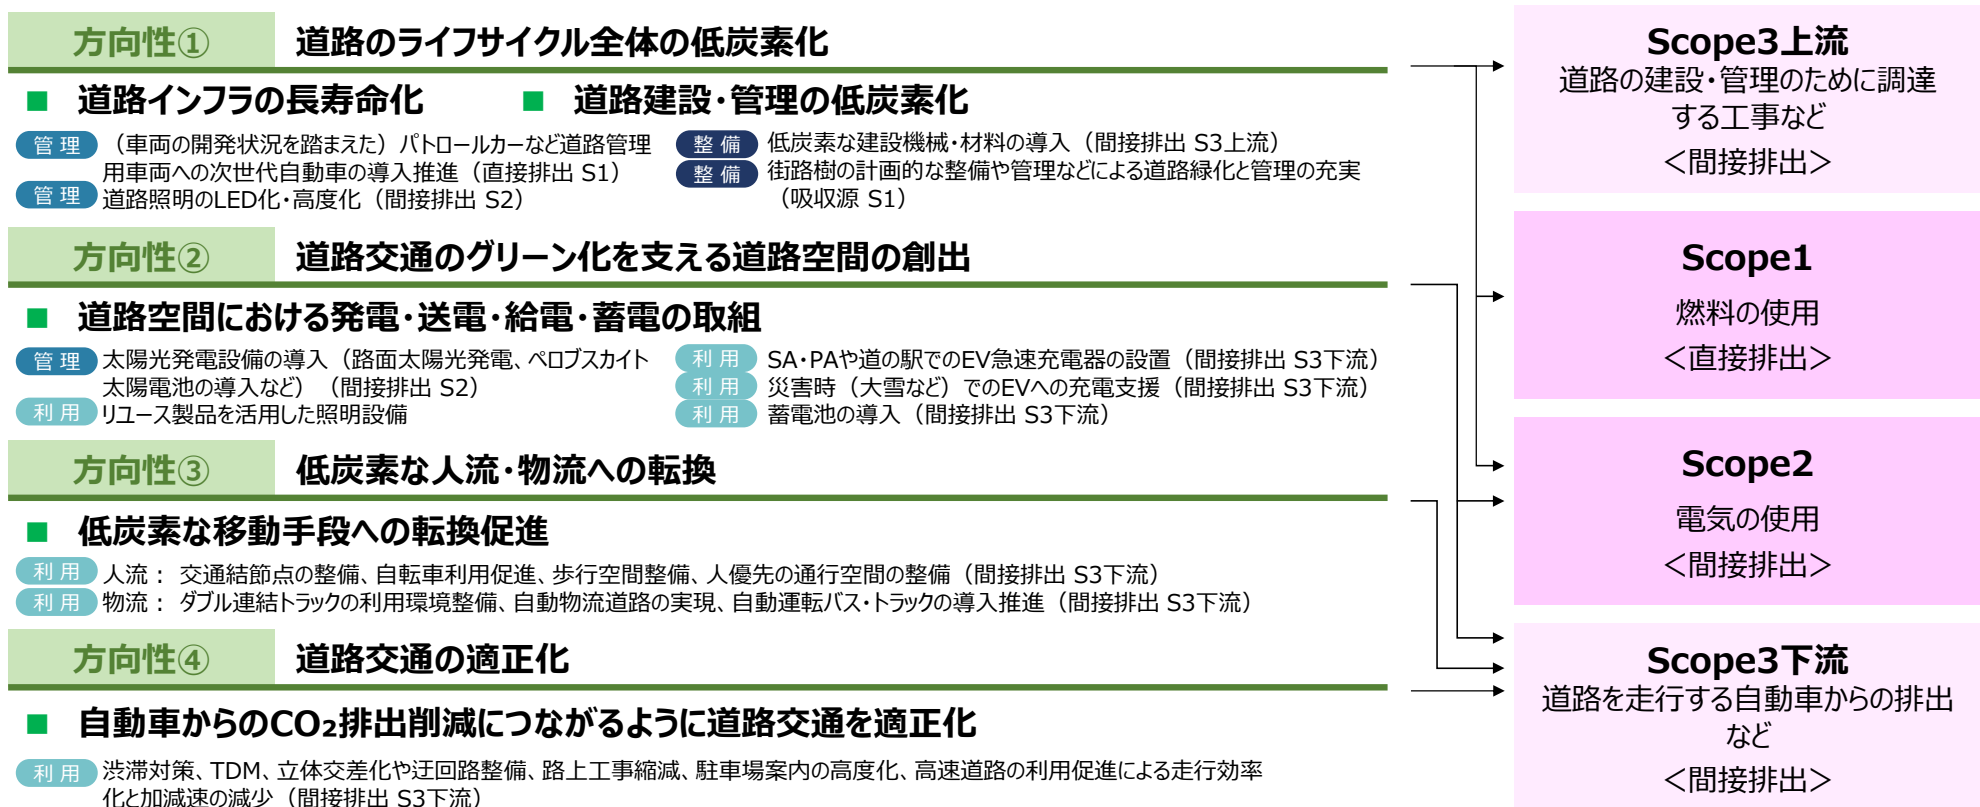 方向性① 道路のライフサイクル全体の低炭素化
■ 道路インフラの長寿命化 ■ 道路建設・管理の低炭素化
管理 （車両の開発状況を踏まえた）パトロールカーなど道路管理
用車両への次世代自動車の導入推進（直接排出 S1）
管理 道路照明のLED化・高度化（間接排出 S2）
整備 低炭素な建設機械・材料の導入（間接排出 S3上流）
整備 街路樹の計画的な整備や管理などによる道路緑化と管理の充実
（吸収源 S1）
方向性② 道路交通のグリーン化を支える道路空間の創出
■ 道路空間における発電・送電・給電・蓄電の取組
管理 太陽光発電設備の導入（路面太陽光発電、ペロブスカイト
太陽電池の導入など）（間接排出 S2）
利用 リユース製品を活用した照明設備
利用 SA・PAや道の駅でのEV急速充電器の設置（間接排出 S3下流）
利用 災害時（大雪など）でのEVへの充電支援（間接排出 S3下流）
利用 蓄電池の導入（間接排出 S3下流）
方向性③ 低炭素な人流・物流への転換
■ 低炭素な移動手段への転換促進
利用 人流： 交通結節点の整備、自転車利用促進、歩行空間整備、人優先の通行空間の整備（間接排出 S3下流）
利用 物流： ダブル連結トラックの利用環境整備、自動物流道路の実現、自動運転バス・トラックの導入推進（間接排出 S3下流）
方向性④ 道路交通の適正化
■ 自動車からのCO₂排出削減につながるように道路交通を適正化
利用 渋滞対策、TDM、立体交差化や迂回路整備、路上工事縮減、駐車場案内の高度化、高速道路の利用促進による走行効率
化と加減速の減少（間接排出 S3下流）
Scope3上流
道路の建設・管理のために調達
する工事など
＜間接排出＞
Scope1
燃料の使用
＜直接排出＞
Scope2
電気の使用
＜間接排出＞
Scope3下流
道路を走行する自動車からの排出
など
＜間接排出＞